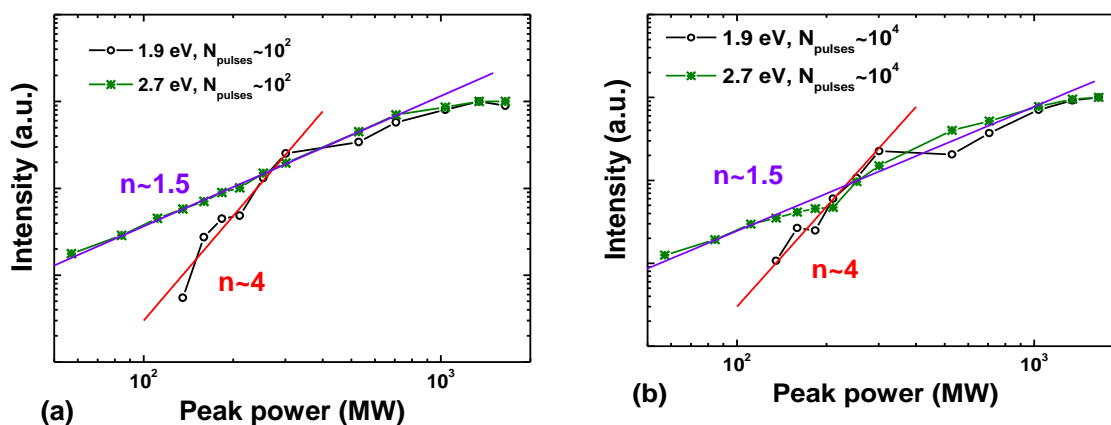 1.9 eV, N_pulses~10^2
2.7 eV, N_pulses~10^2
n~1.5
n~4
Intensity (a.u.)
10^2 10^3
Peak power (MW)
(a)
1.9 eV, N_pulses~10^4
2.7 eV, N_pulses~10^4
n~1.5
n~4
Intensity (a.u.)
10^2 10^3
Peak power (MW)
(b)